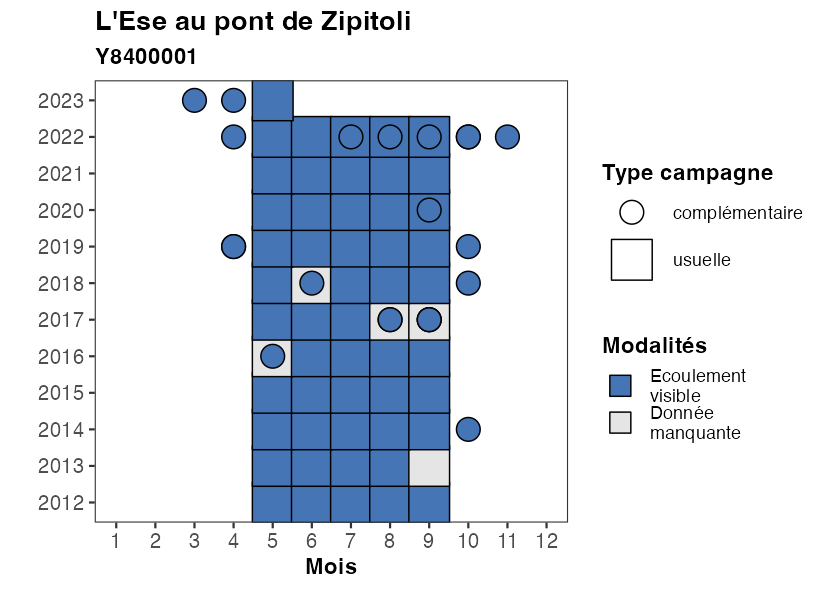 L'Ese au pont de Zipitoli
Y8400001
2023
2022
2021
2020
2019
2018
2017
2016
2015
2014
2013
2012
1 2 3 4 5 6 7 8 9 10 11 12
Mois
Type campagne
complémentaire
usuelle
Modalités
Ecoulement
visible
Donnée
manquante